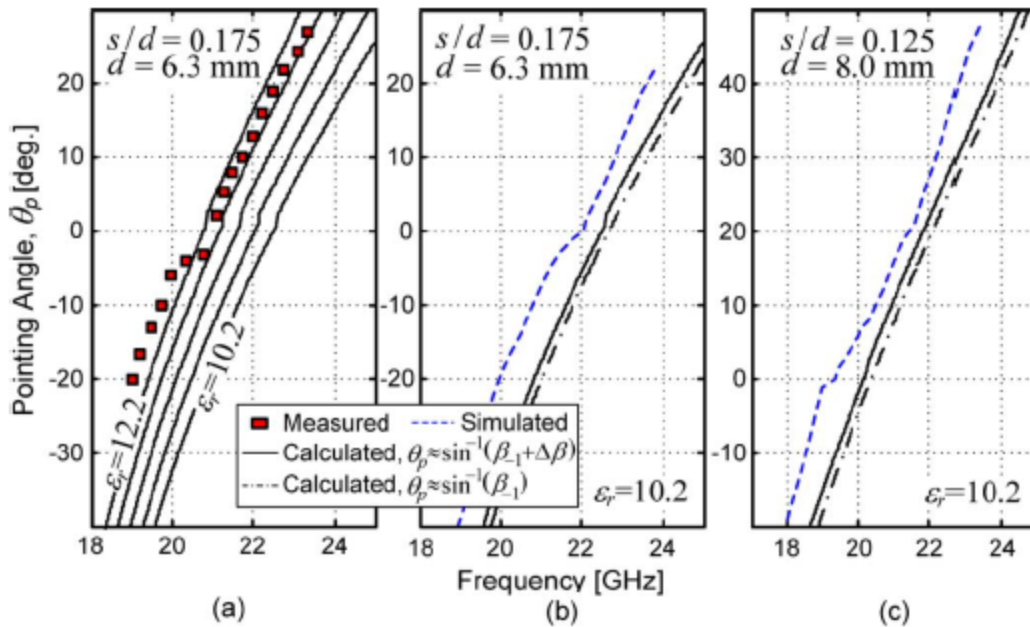 s/d = 0.175
d = 6.3 mm
s/d = 0.175
d = 6.3 mm
s/d = 0.125
d = 8.0 mm
Pointing Angle, θp [deg.]
20
10
0
-10
-20
-30
20
10
0
-10
-20
40
30
20
10
0
-10
εr=12.2
εr=10.2
Measured
Simulated
Calculated, θp≈sin⁻¹(β₋₁+Δβ)
Calculated, θp≈sin⁻¹(β₋₁)
εr=10.2
εr=10.2
18 20 22 24
18 20 22 24
18 20 22 24
Frequency [GHz]
(a)
(b)
(c)